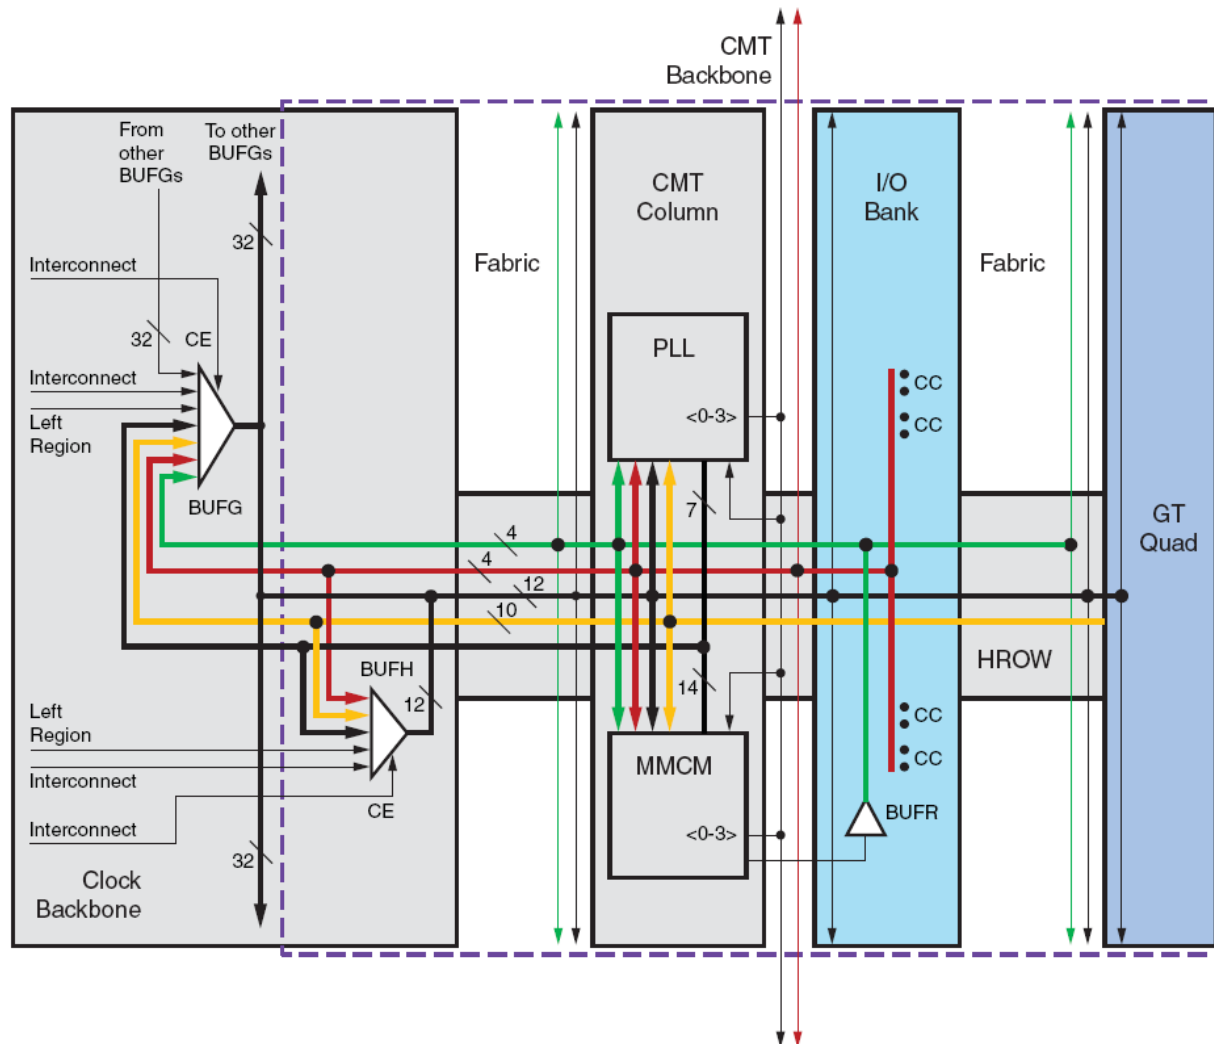 CMT
Backbone
From
other
BUFGs
To other
BUFGs
32
Interconnect
32
CE
Interconnect
Left
Region
BUFG
Fabric
CMT
Column
I/O
Bank
Fabric
PLL
<0-3>
CC
CC
7
GT
Quad
4
4
12
10
HROW
BUFH
12
14
Left
Region
Interconnect
CE
Interconnect
32
Clock
Backbone
MMCM
<0-3>
CC
CC
BUFR